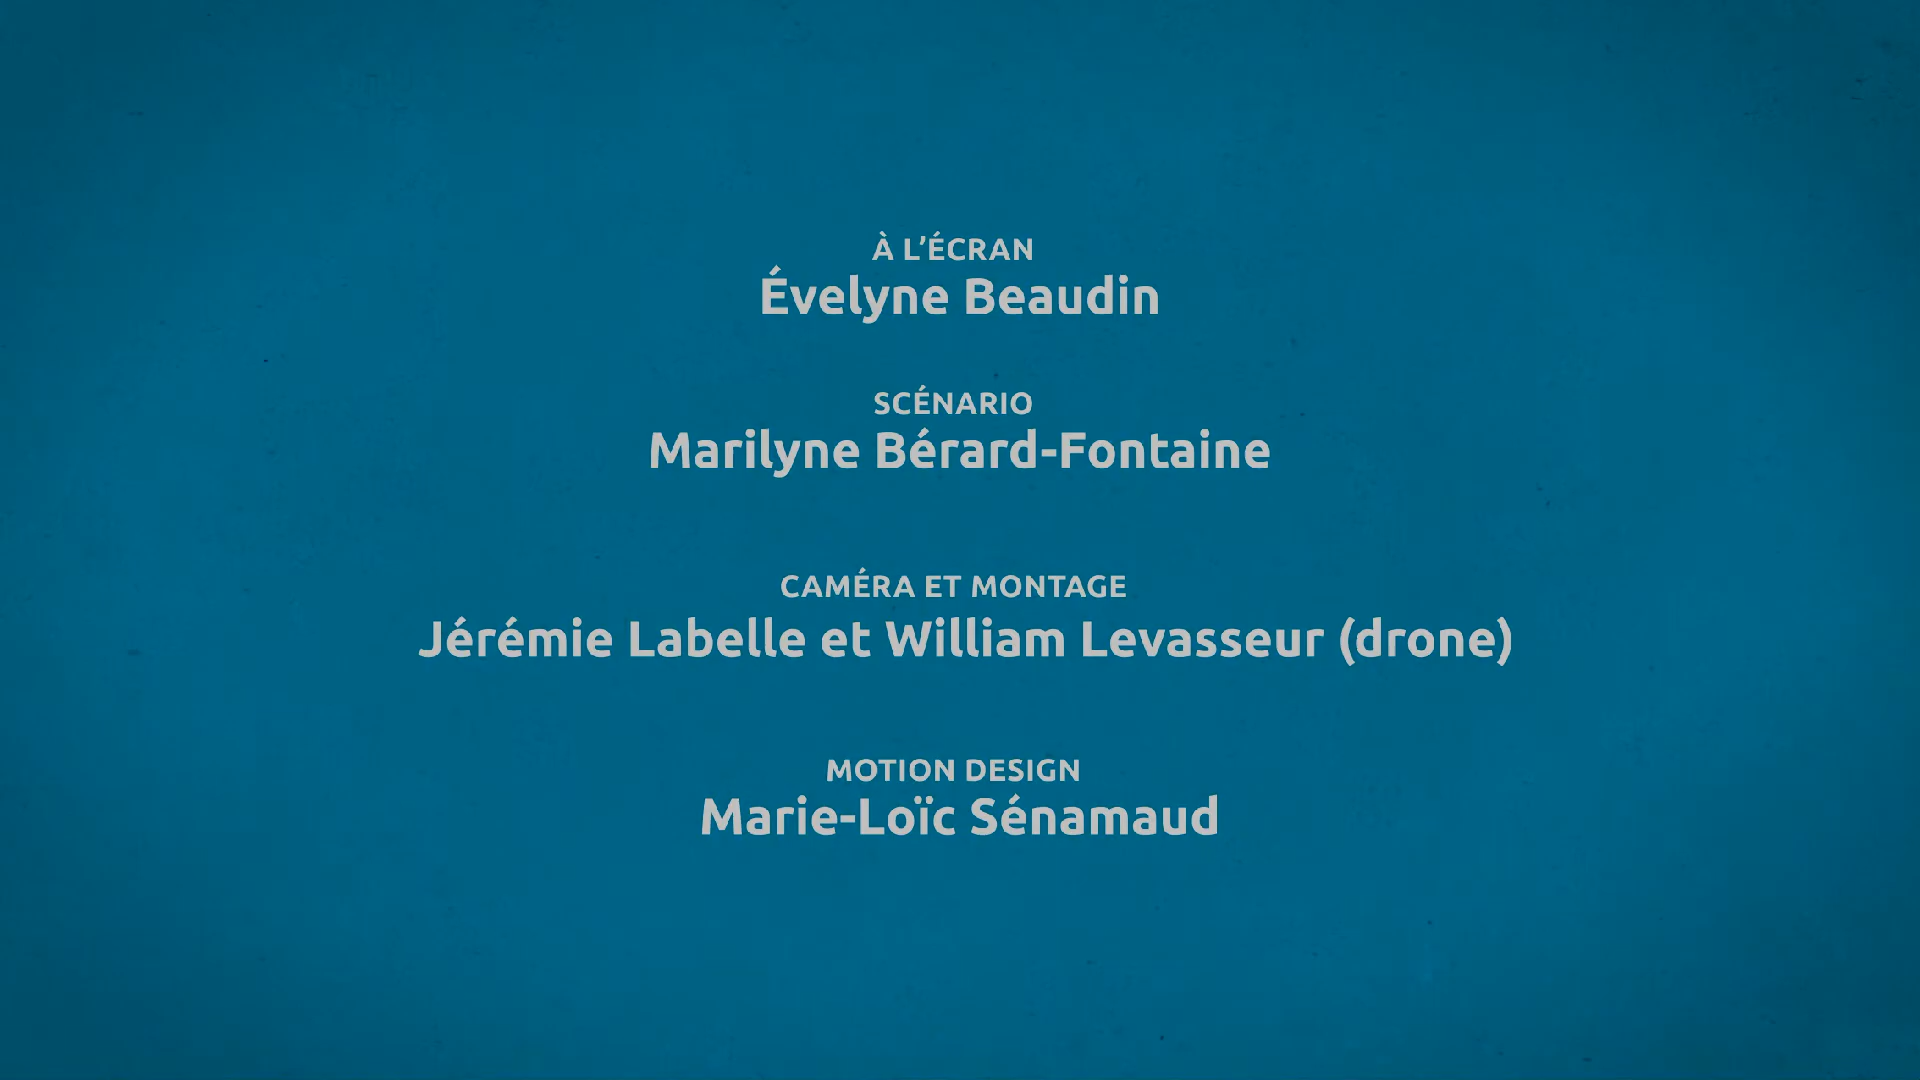 À L’ÉCRAN
Évelyne Beaudin
SCÉNARIO
Marilyne Bérard-Fontaine
CAMÉRA ET MONTAGE
Jérémie Labelle et William Levasseur (drone)
MOTION DESIGN
Marie-Loïc Sénamaud